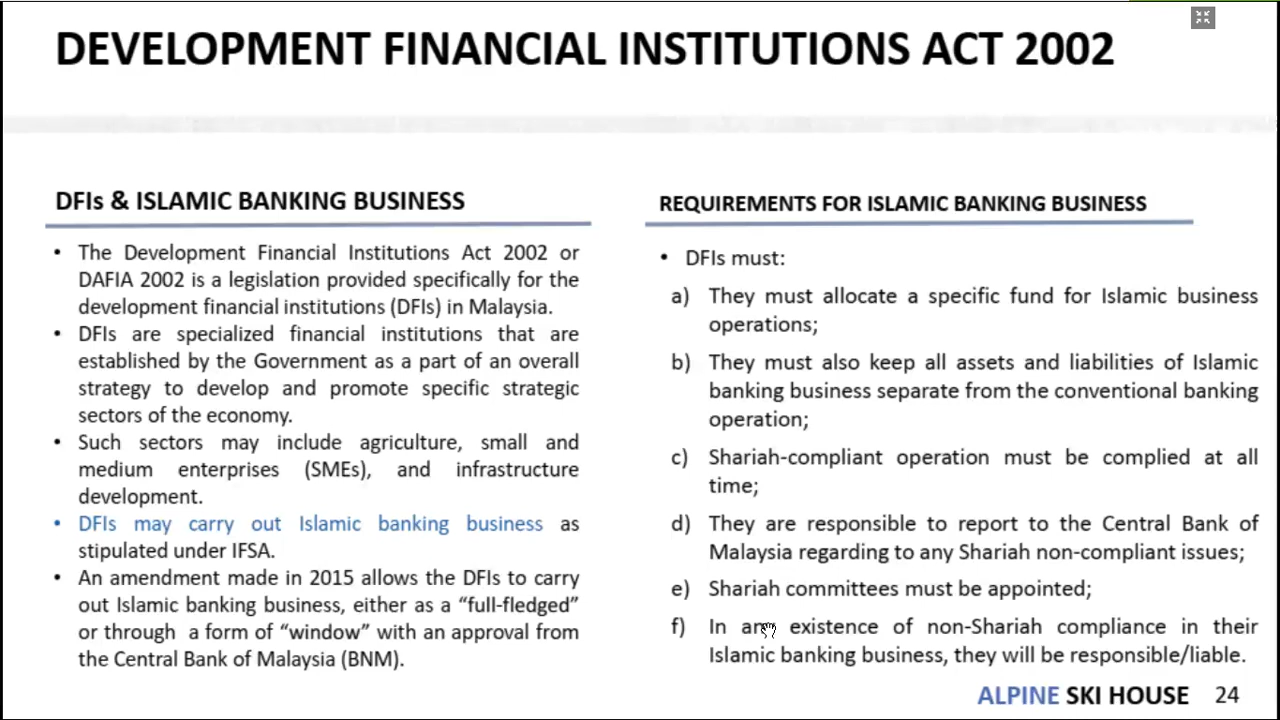 DEVELOPMENT FINANCIAL INSTITUTIONS ACT 2002
DFIs & ISLAMIC BANKING BUSINESS
• The Development Financial Institutions Act 2002 or
DAFIA 2002 is a legislation provided specifically for the
development financial institutions (DFIs) in Malaysia.
• DFIs are specialized financial institutions that are
established by the Government as a part of an overall
strategy to develop and promote specific strategic
sectors of the economy.
• Such sectors may include agriculture, small and
medium enterprises (SMEs), and infrastructure
development.
• DFIs may carry out Islamic banking business as
stipulated under IFSA.
• An amendment made in 2015 allows the DFIs to carry
out Islamic banking business, either as a “full-fledged”
or through a form of “window” with an approval from
the Central Bank of Malaysia (BNM).
REQUIREMENTS FOR ISLAMIC BANKING BUSINESS
• DFIs must:
a) They must allocate a specific fund for Islamic business
operations;
b) They must also keep all assets and liabilities of Islamic
banking business separate from the conventional banking
operation;
c) Shariah-compliant operation must be complied at all
time;
d) They are responsible to report to the Central Bank of
Malaysia regarding to any Shariah non-compliant issues;
e) Shariah committees must be appointed;
f) In any existence of non-Shariah compliance in their
Islamic banking business, they will be responsible/liable.
ALPINE SKI HOUSE 24